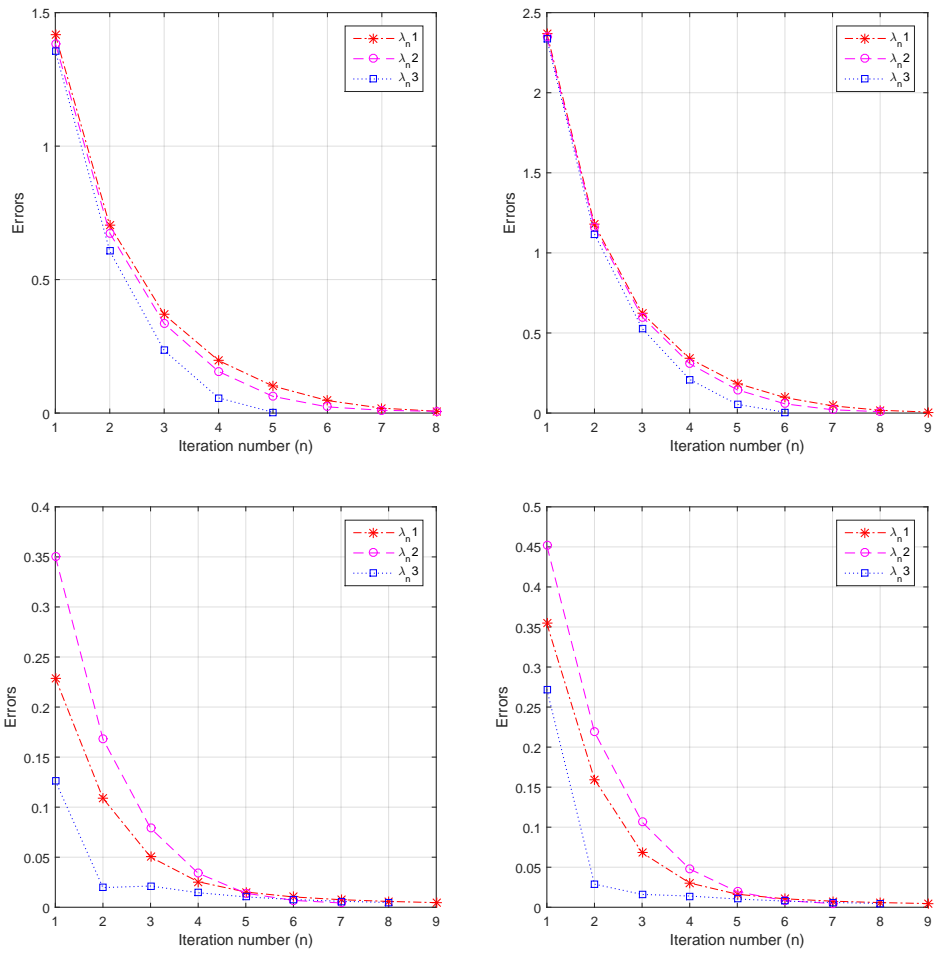 1.5
1
0.5
0
Errors
1 2 3 4 5 6 7 8
Iteration number (n)
λn1
λn2
λn3
2.5
2
1.5
1
0.5
0
Errors
1 2 3 4 5 6 7 8 9
Iteration number (n)
λn1
λn2
λn3
0.4
0.35
0.3
0.25
0.2
0.15
0.1
0.05
0
Errors
1 2 3 4 5 6 7 8 9
Iteration number (n)
λn1
λn2
λn3
0.5
0.45
0.4
0.35
0.3
0.25
0.2
0.15
0.1
0.05
0
Errors
1 2 3 4 5 6 7 8 9
Iteration number (n)
λn1
λn2
λn3